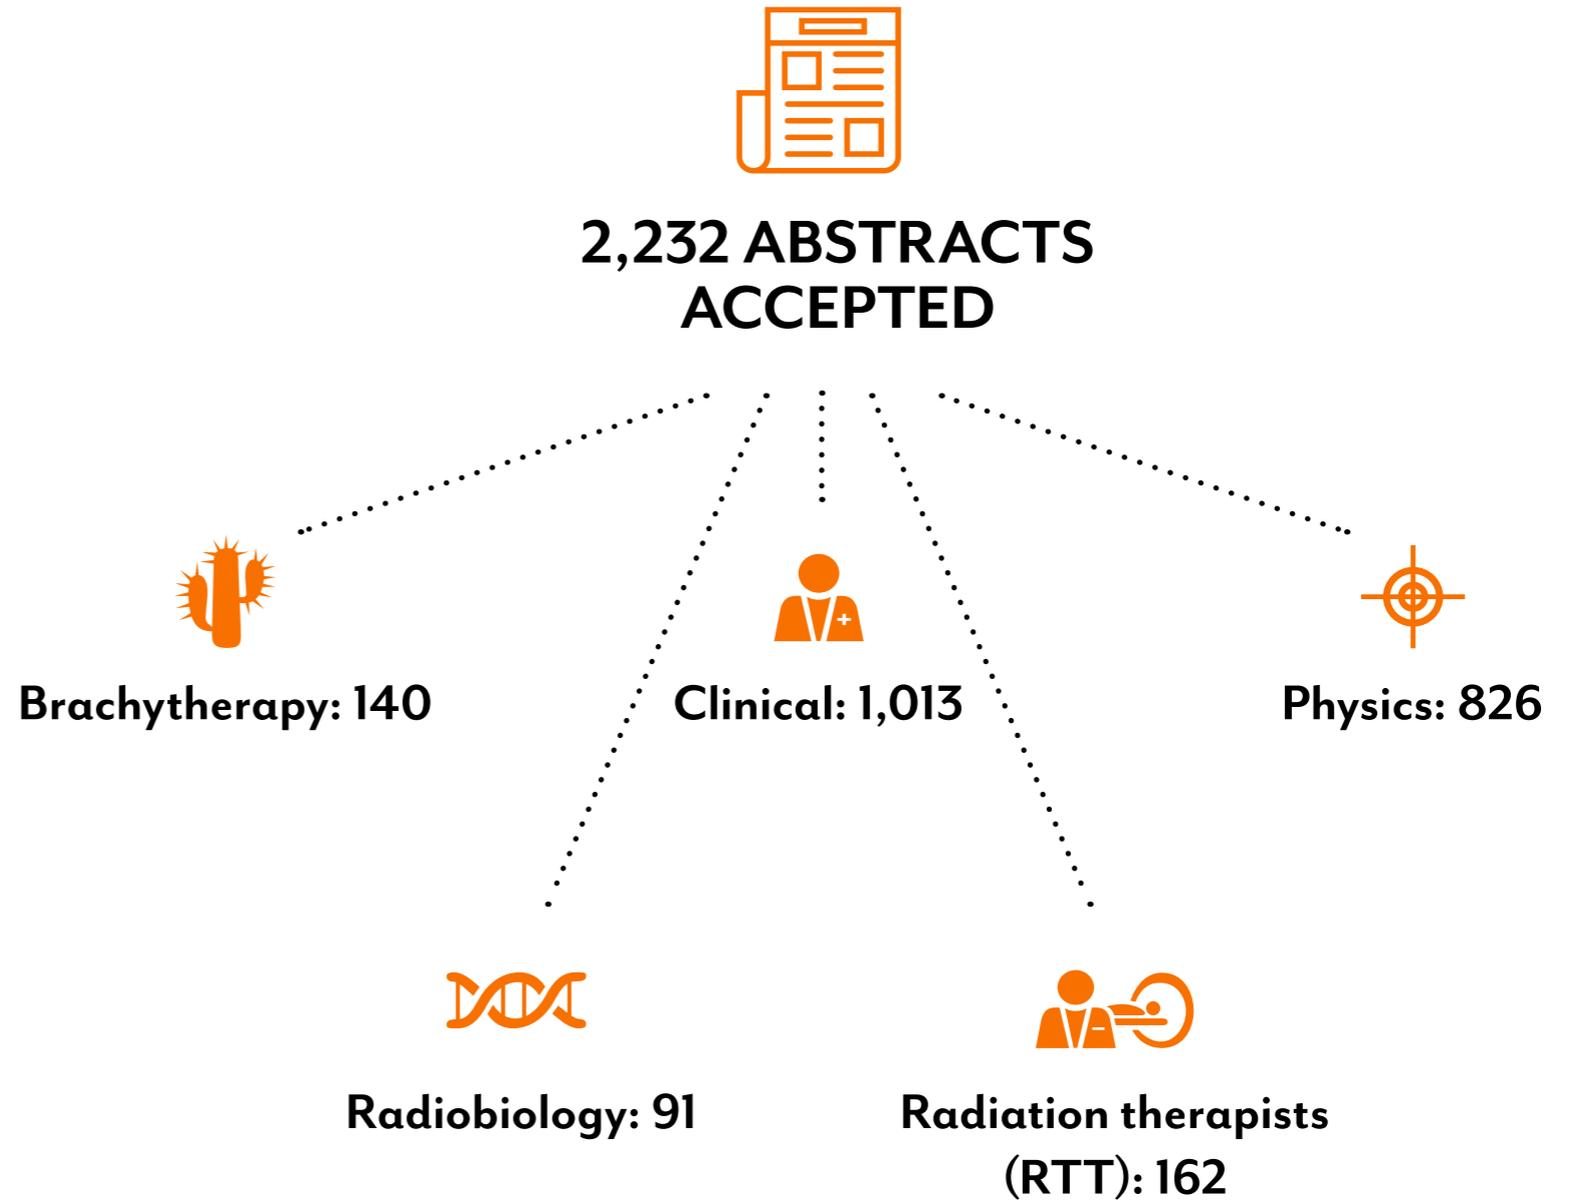 2,232 ABSTRACTS
ACCEPTED
Brachytherapy: 140
Clinical: 1,013
Physics: 826
Radiobiology: 91
Radiation therapists
(RTT): 162